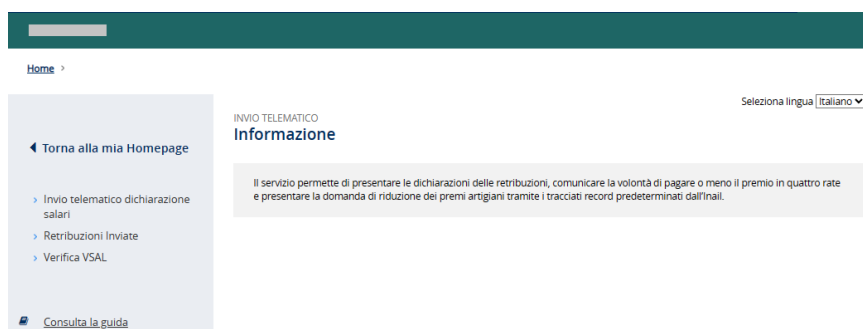 Home >
Seleziona lingua Italiano
INVIO TELEMATICO
Informazione
Torna alla mia Homepage
Il servizio permette di presentare le dichiarazioni delle retribuzioni, comunicare la volontà di pagare o meno il premio in quattro rate
e presentare la domanda di riduzione dei premi artigiani tramite i tracciati record predeterminati dall'Inail.
> Invio telematico dichiarazione
salari
> Retribuzioni Inviate
> Verifica VSAL
Consulta la guida